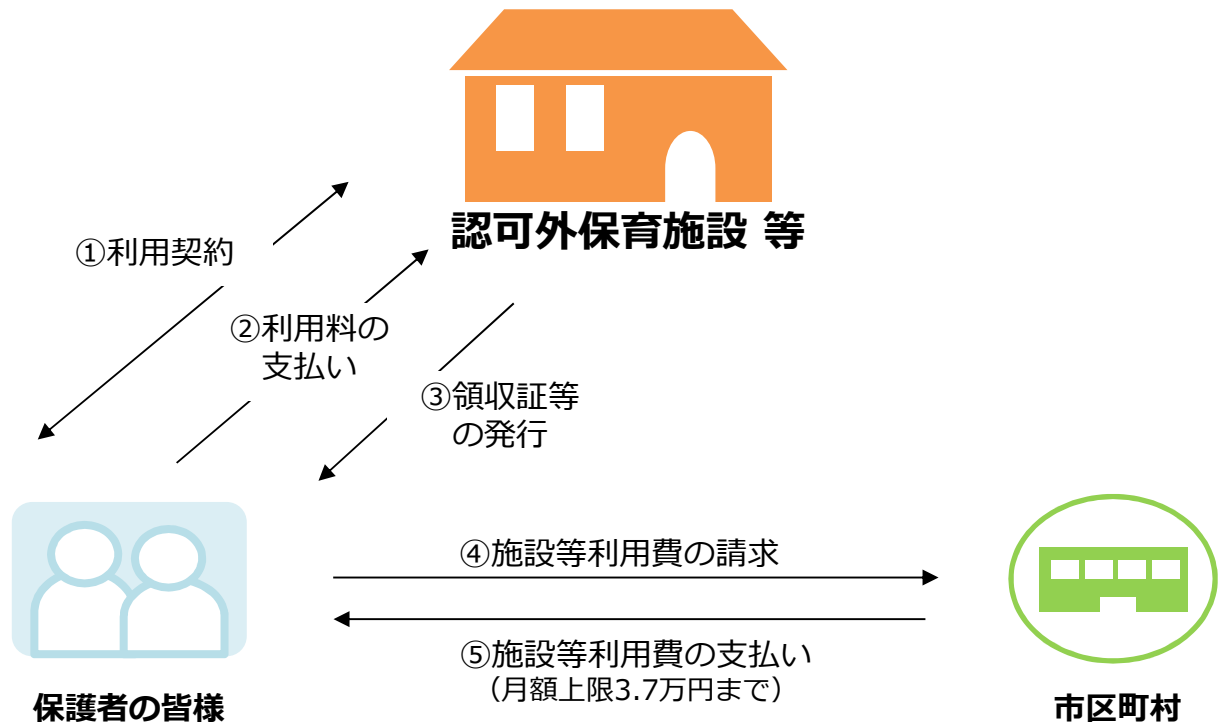 認可外保育施設 等
①利用契約
②利用料の
支払い
③領収証等
の発行
④施設等利用費の請求
⑤施設等利用費の支払い
（月額上限3.7万円まで）
保護者の皆様
市区町村